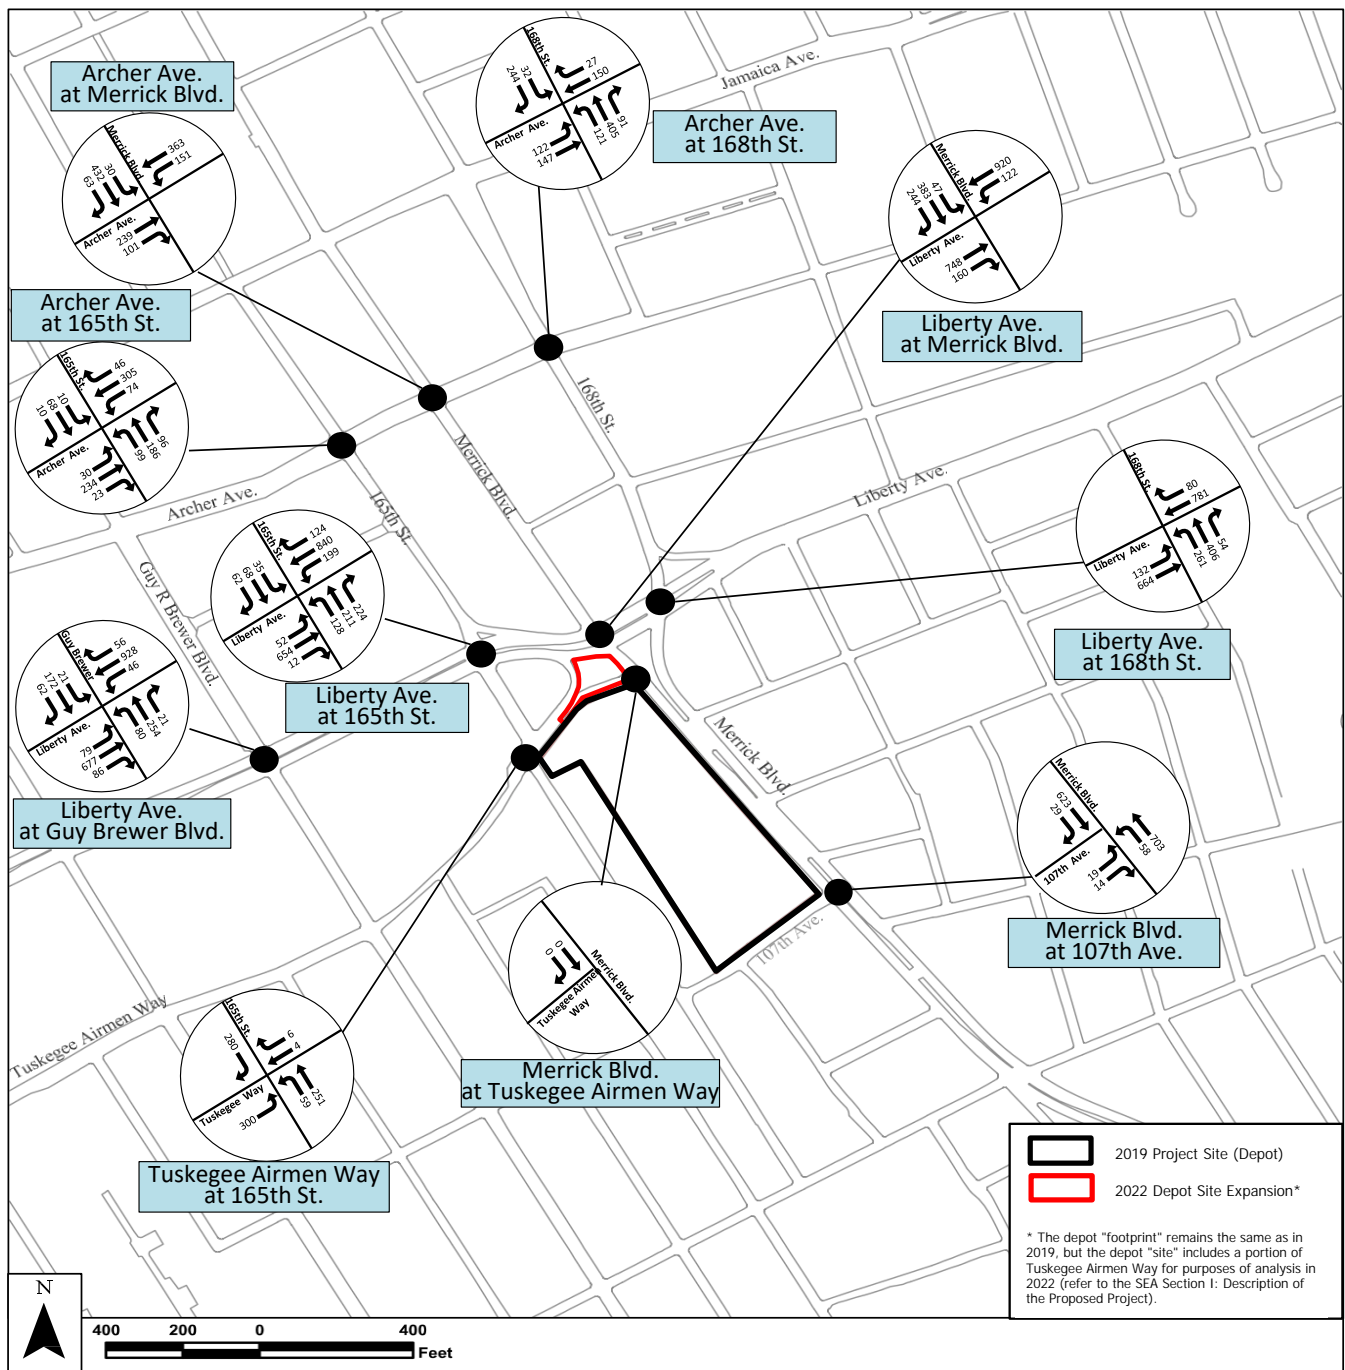 Archer Ave.
at Merrick Blvd.
Merrick Blvd.
363
151
30
432
63
Archer Ave.
239
101
168th St.
27
150
32
244
Archer Ave.
122
147
91
405
121
Jamaica Ave.
Archer Ave.
at 168th St.
Merrick Blvd.
920
122
47
383
244
Liberty Ave.
748
160
Liberty Ave.
at Merrick Blvd.
Archer Ave.
at 165th St.
165th St.
46
305
74
10
68
10
Archer Ave.
30
234
23
96
186
99
168th St.
Merrick Blvd.
Archer Ave.
165th St.
Liberty Ave.
Guy R Brewer Blvd.
168th St.
80
781
Liberty Ave.
132
664
54
406
261
Liberty Ave.
at 168th St.
165th St.
124
840
199
35
68
62
Liberty Ave.
52
654
12
224
211
128
Liberty Ave.
at 165th St.
Guy Brewer
56
928
46
21
172
62
Liberty Ave.
79
677
86
21
254
80
Liberty Ave.
at Guy Brewer Blvd.
Merrick Blvd.
Merrick Blvd.
623
29
703
58
107th Ave.
19
14
Merrick Blvd.
at 107th Ave.
107th Ave.
0
0
Merrick Blvd.
Tuskegee Airmen
Way
Merrick Blvd.
at Tuskegee Airmen Way
Tuskegee Airmen Way
165th St.
6
4
280
Tuskegee Way
300
251
59
Tuskegee Airmen Way
at 165th St.
2019 Project Site (Depot)
2022 Depot Site Expansion*
* The depot "footprint" remains the same as in
2019, but the depot "site" includes a portion of
Tuskegee Airmen Way for purposes of analysis in
2022 (refer to the SEA Section I: Description of
the Proposed Project).
N
400 200 0 400
Feet